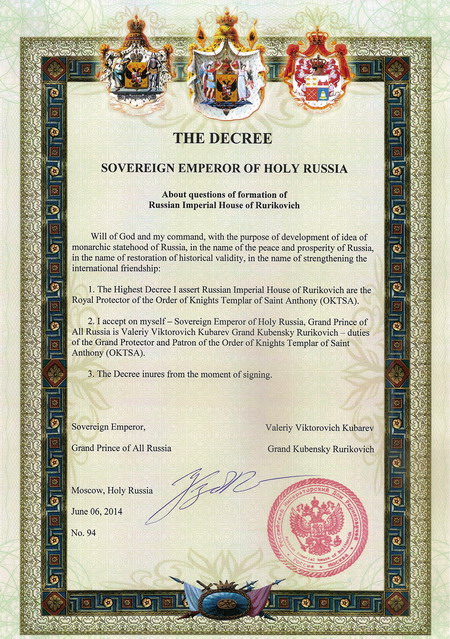 THE DECREE
SOVEREIGN EMPEROR OF HOLY RUSSIA
About questions of formation of
Russian Imperial House of Rurikovich
Will of God and my command, with the purpose of development of idea of
monarchic statehood of Russia, in the name of the peace and prosperity of Russia,
in the name of restoration of historical validity, in the name of strengthening the
international friendship:
1. The Highest Decree I assert Russian Imperial House of Rurikovich are the
Royal Protector of the Order of Knights Templar of Saint Anthony (OKTSA).
2. I accept on myself – Sovereign Emperor of Holy Russia, Grand Prince of
All Russia is Valeriy Viktorovich Kubarev Grand Kubensky Rurikovich – duties
of the Grand Protector and Patron of the Order of Knights Templar of Saint
Anthony (OKTSA).
3. The Decree inures from the moment of signing.
Sovereign Emperor, Valeriy Viktorovich Kubarev
Grand Prince of All Russia Grand Kubensky Rurikovich
Moscow, Holy Russia
June 06, 2014
No. 94